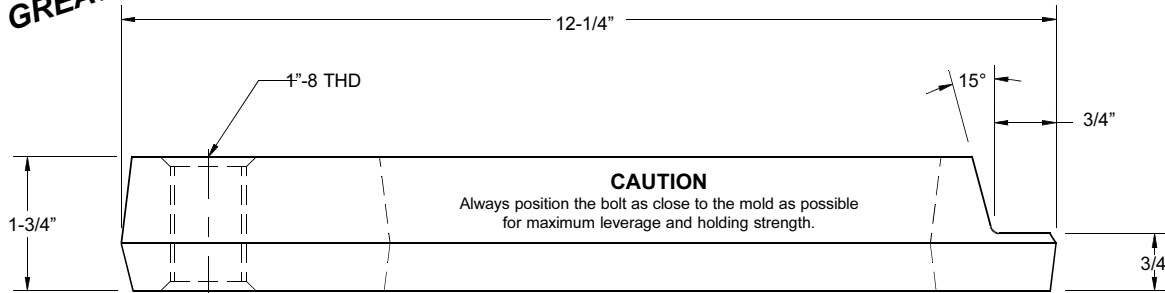 12-1/4”
1”-8 THD
15°
3/4”
CAUTION
Always position the bolt as close to the mold as possible
for maximum leverage and holding strength.
1-3/4”
3/4